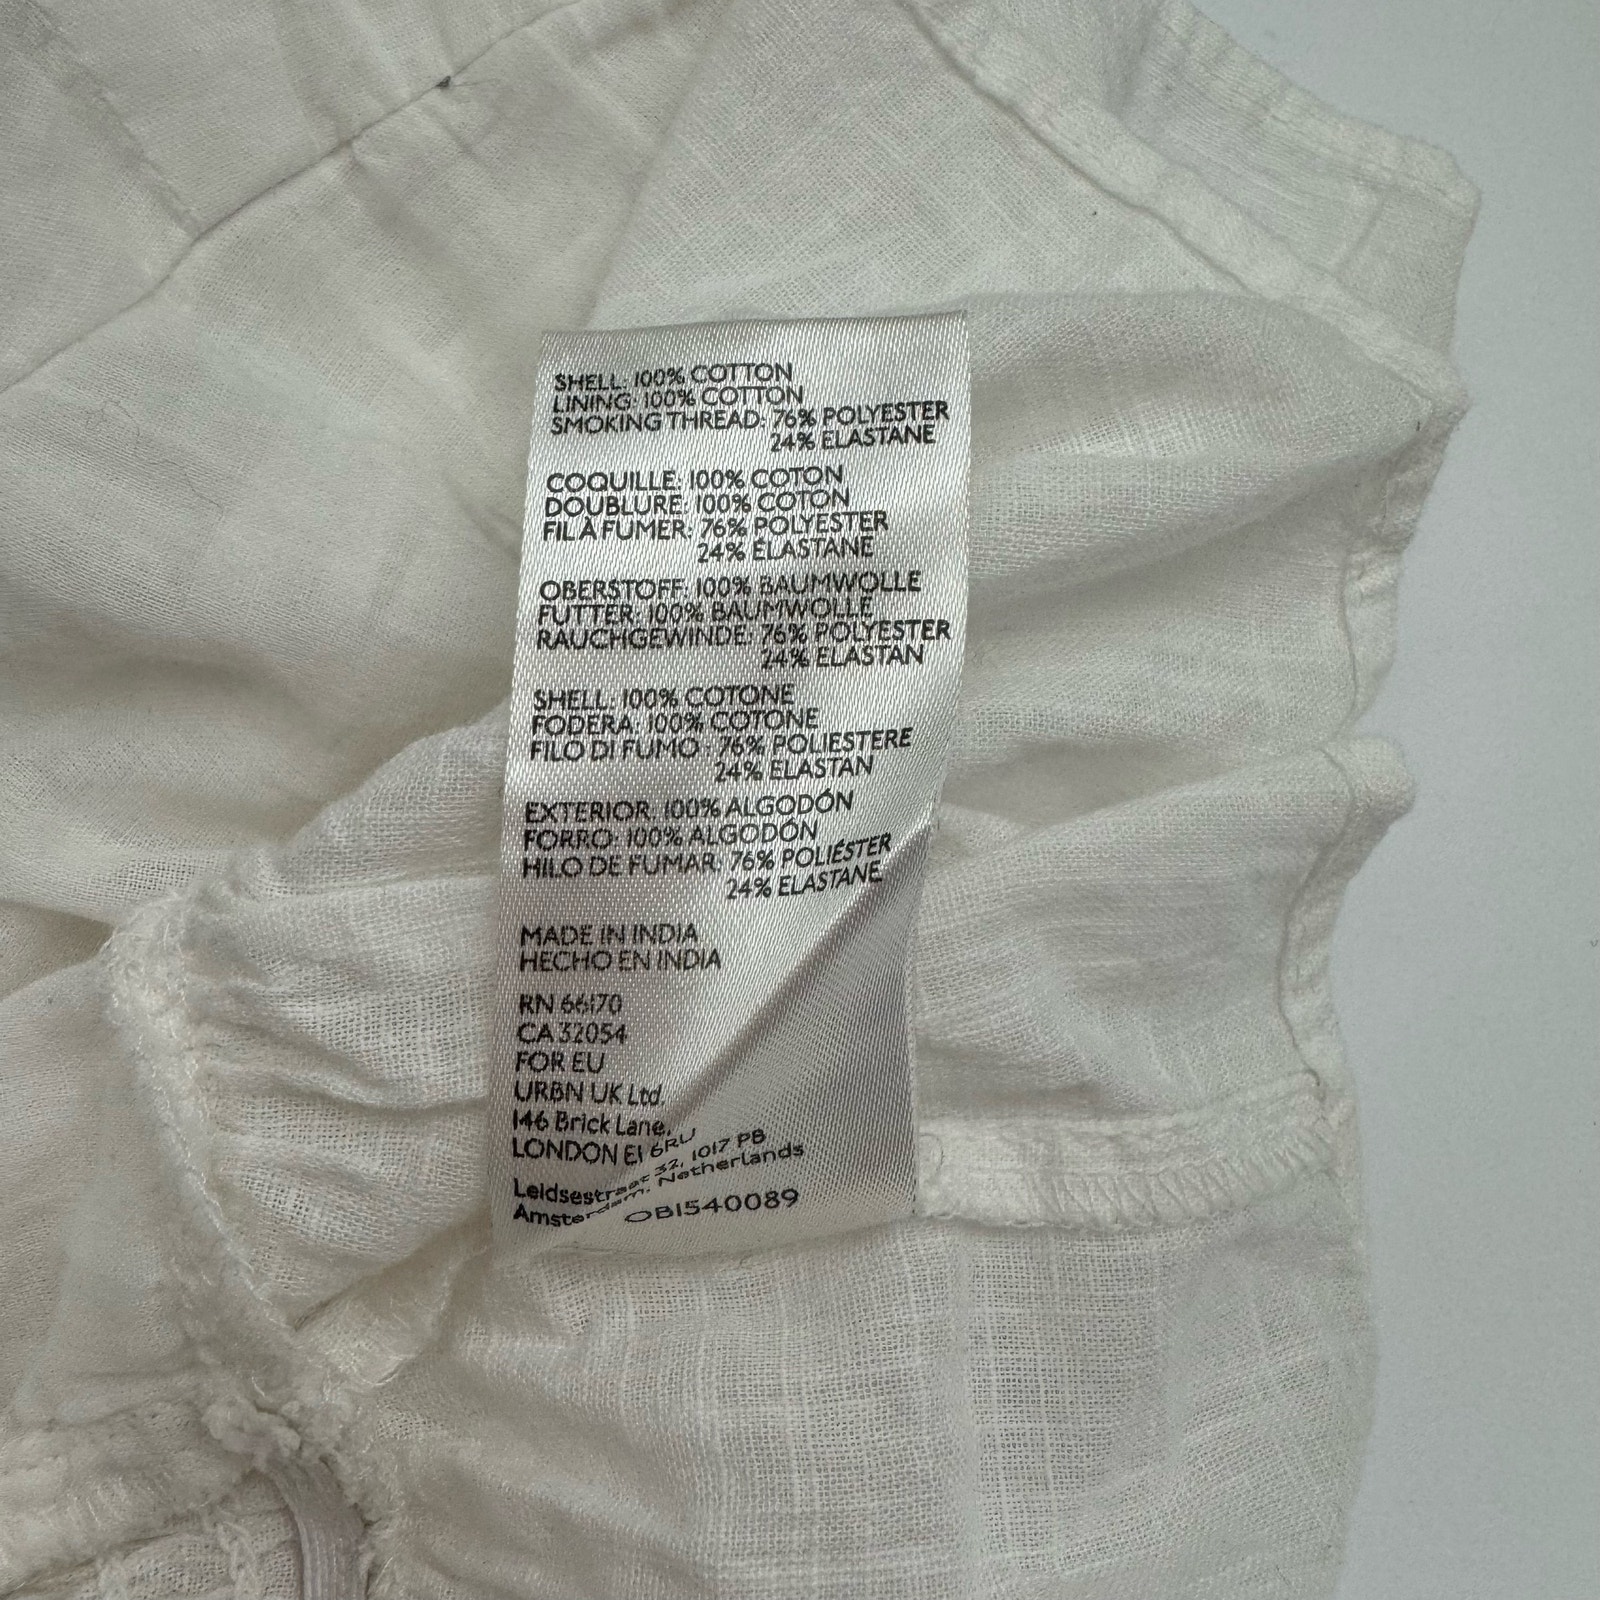 SHELL: 100% COTTON
LINING: 100% COTTON
SMOKING THREAD: 76% POLYESTER
24% ELASTANE
COQUILLE: 100% COTON
DOUBLURE: 100% COTON
FIL À FUMER: 76% POLYESTER
24% ÉLASTANE
OBERSTOFF: 100% BAUMWOLLE
FUTTER: 100% BAUMWOLLE
RAUCHGEWINDE: 76% POLYESTER
24% ELASTAN
SHELL: 100% COTONE
FODERA: 100% COTONE
FILO DI FUMO : 76% POLIESTERE
24% ELASTAN
EXTERIOR: 100% ALGODÓN
FORRO: 100% ALGODÓN
HILO DE FUMAR: 76% POLIÉSTER
24% ELASTANE
MADE IN INDIA
HECHO EN INDIA
RN 66170
CA 32054
FOR EU
URBN UK Ltd.
146 Brick Lane,
LONDON E1 6RU
Leidsestraat 32, 1017 PB
Amsterdam, Netherlands
OB1540089